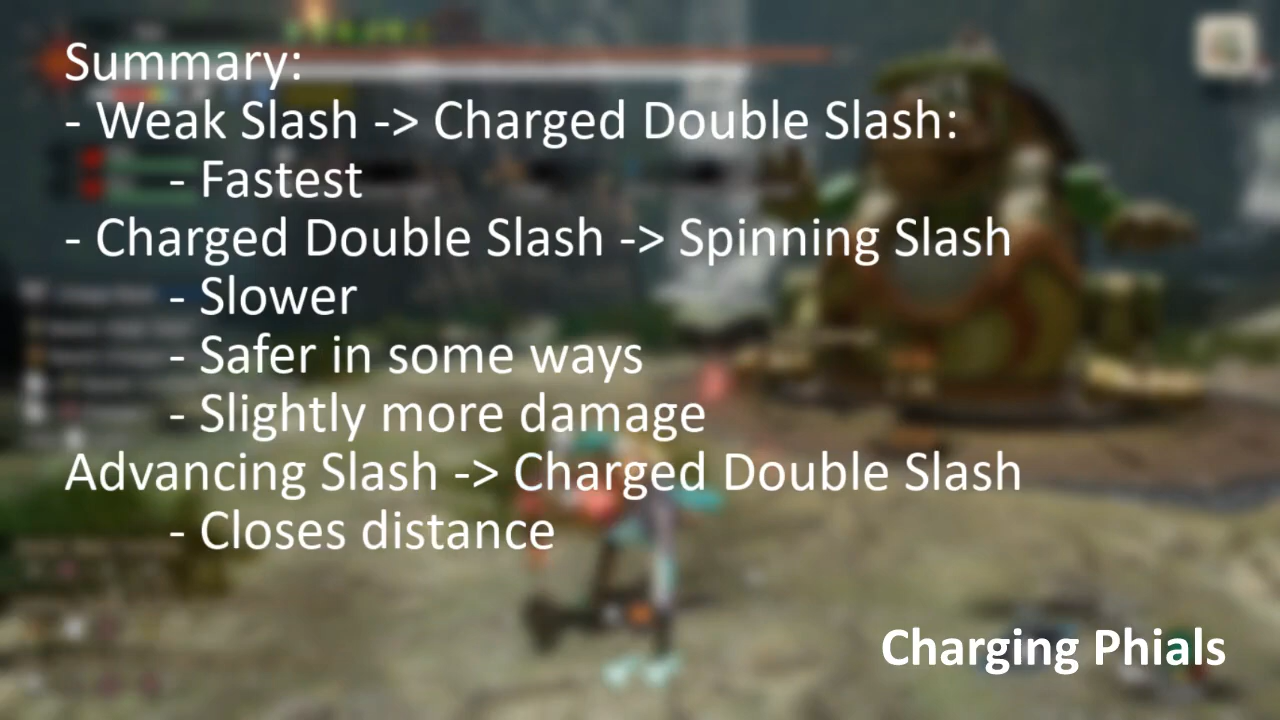 Summary:
- Weak Slash -> Charged Double Slash:
- Fastest
- Charged Double Slash -> Spinning Slash
- Slower
- Safer in some ways
- Slightly more damage
Advancing Slash -> Charged Double Slash
- Closes distance
Charging Phials